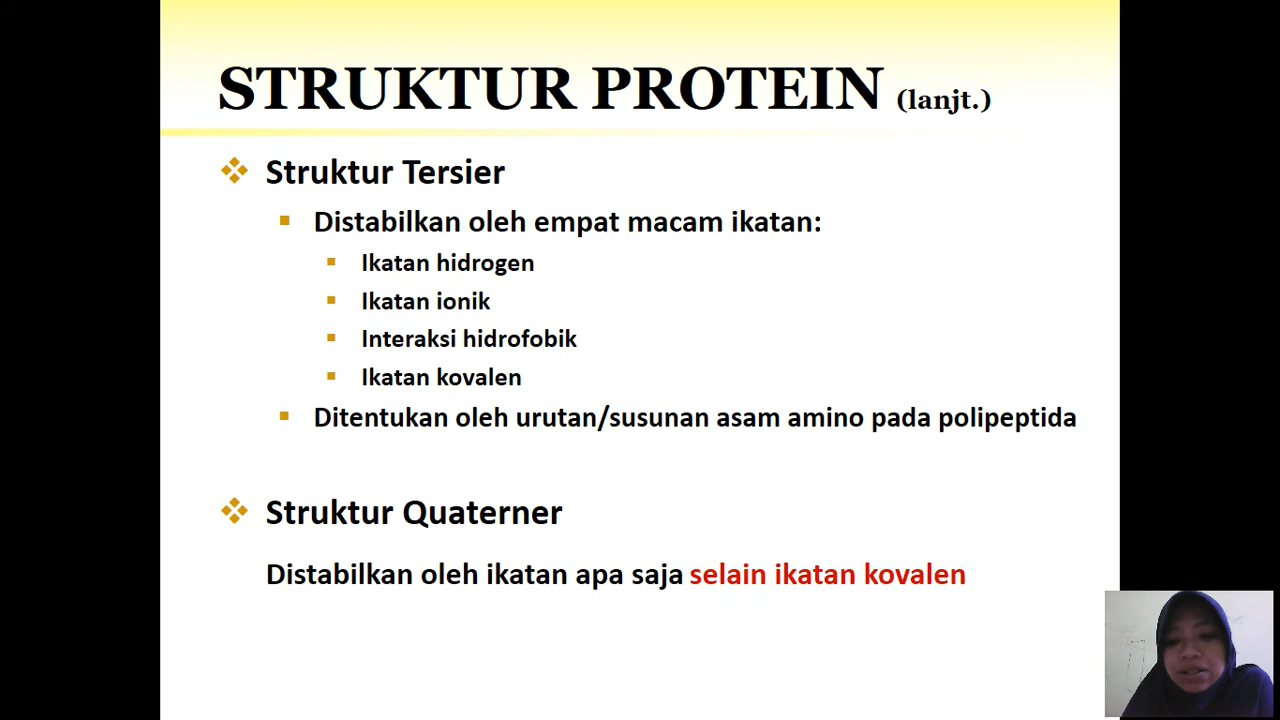 STRUKTUR PROTEIN (lanjt.)
Struktur Tersier
Distabilkan oleh empat macam ikatan:
Ikatan hidrogen
Ikatan ionik
Interaksi hidrofobik
Ikatan kovalen
Ditentukan oleh urutan/susunan asam amino pada polipeptida
Struktur Quaterner
Distabilkan oleh ikatan apa saja selain ikatan kovalen